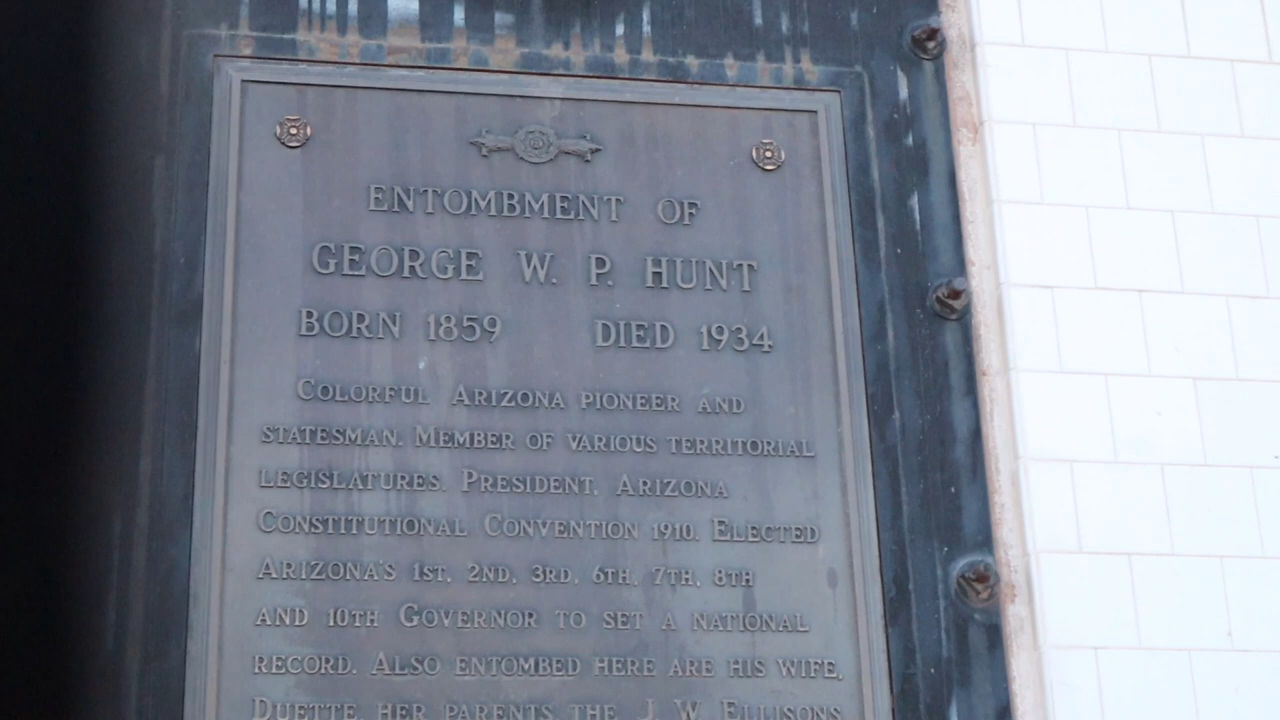 ENTOMBMENT OF
GEORGE W. P. HUNT
BORN 1859 DIED 1934
COLORFUL ARIZONA PIONEER AND
STATESMAN. MEMBER OF VARIOUS TERRITORIAL
LEGISLATURES. PRESIDENT, ARIZONA
CONSTITUTIONAL CONVENTION 1910. ELECTED
ARIZONA'S 1ST, 2ND, 3RD, 6TH, 7TH, 8TH
AND 10TH GOVERNOR TO SET A NATIONAL
RECORD. ALSO ENTOMBED HERE ARE HIS WIFE,
DUETTE, HER PARENTS, THE J. W. ELLISONS